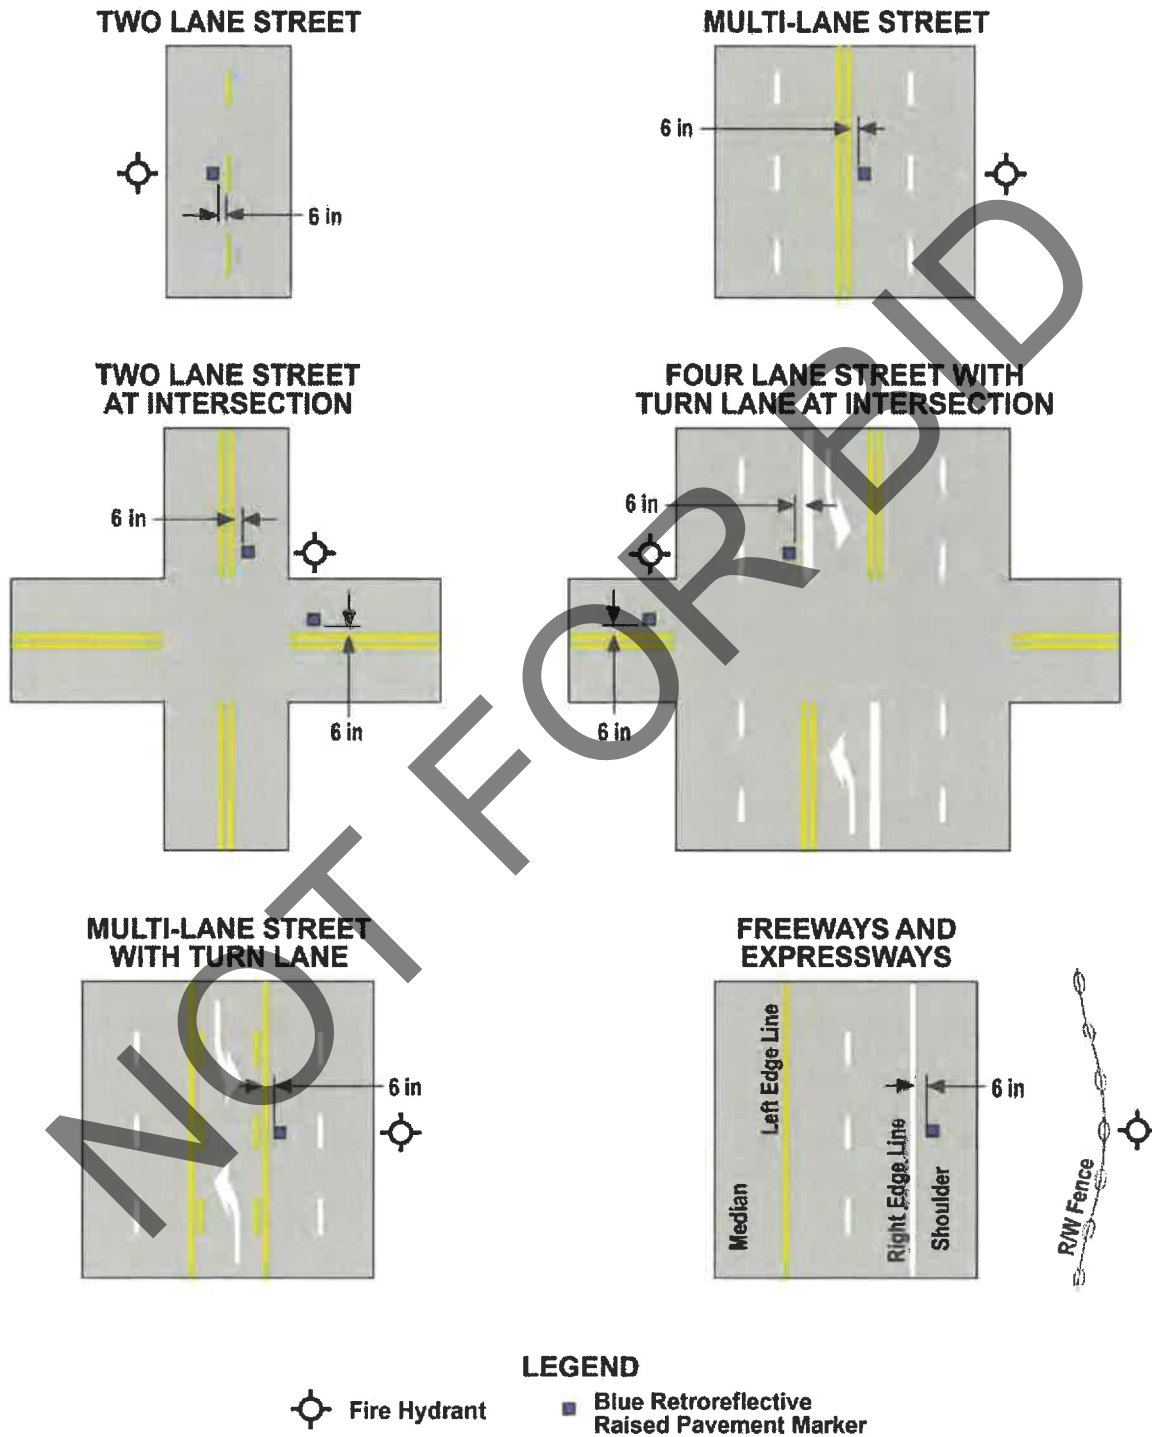 TWO LANE STREET
6 in
MULTI-LANE STREET
6 in
TWO LANE STREET
AT INTERSECTION
6 in
6 in
FOUR LANE STREET WITH
TURN LANE AT INTERSECTION
6 in
6 in
MULTI-LANE STREET
WITH TURN LANE
6 in
FREEWAYS AND
EXPRESSWAYS
Median
Left Edge Line
Right Edge Line
Shoulder
6 in
R/W Fence
LEGEND
Fire Hydrant
Blue Retroreflective
Raised Pavement Marker
NOT FOR BID